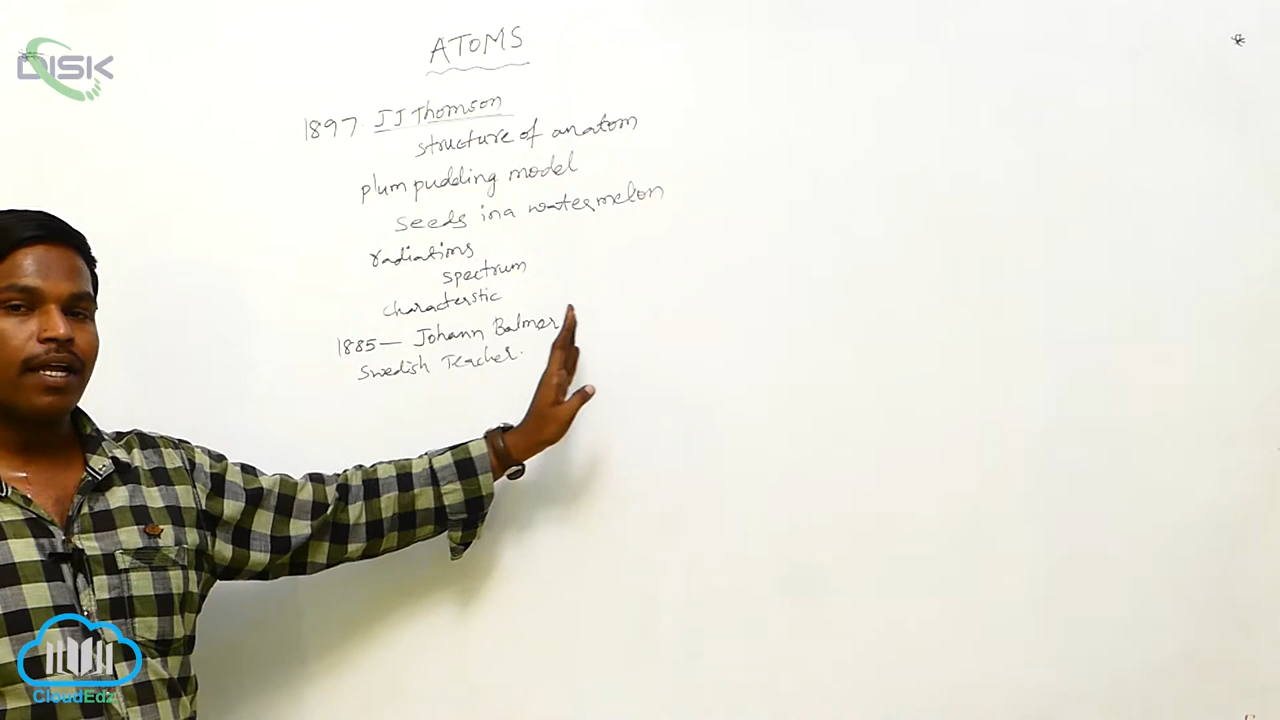 DISK
ATOMS
1897 JJ Thomson
structure of an atom
plum pudding model
seeds in a watermelon
radiations
spectrum
characterstic
1885— Johann Balmer
Swedish Teacher.
CloudEdz